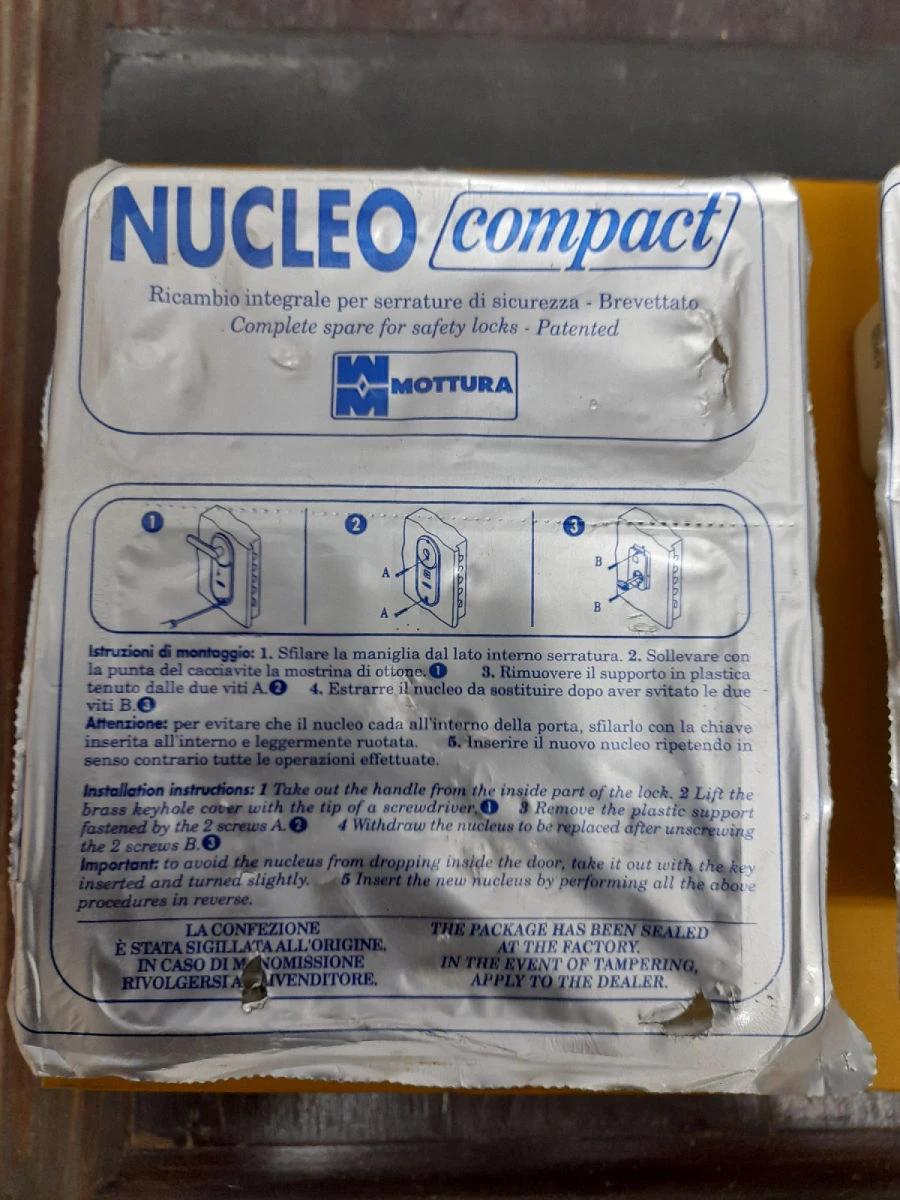 NUCLEO compact
Ricambio integrale per serrature di sicurezza - Brevettato
Complete spare for safety locks - Patented
MOTTURA
1 2 3
A B
A B
Istruzioni di montaggio: 1. Sfilare la maniglia dal lato interno serratura. 2. Sollevare con
la punta del cacciavite la mostrina di ottone. 1 3. Rimuovere il supporto in plastica
tenuto dalle due viti A. 2 4. Estrarre il nucleo da sostituire dopo aver svitato le due
viti B. 3
Attenzione: per evitare che il nucleo cada all'interno della porta, sfilarlo con la chiave
inserita all'interno e leggermente ruotata. 5. Inserire il nuovo nucleo ripetendo in
senso contrario tutte le operazioni effettuate.
Installation instructions: 1 Take out the handle from the inside part of the lock. 2 Lift the
brass keyhole cover with the tip of a screwdriver. 1 3 Remove the plastic support
fastened by the 2 screws A. 2 4 Withdraw the nucleus to be replaced after unscrewing
the 2 screws B. 3
Important: to avoid the nucleus from dropping inside the door, take it out with the key
inserted and turned slightly. 5 Insert the new nucleus by performing all the above
procedures in reverse.
LA CONFEZIONE
È STATA SIGILLATA ALL'ORIGINE.
IN CASO DI MANOMISSIONE
RIVOLGERSI A IVENDITORE.
THE PACKAGE HAS BEEN SEALED
AT THE FACTORY.
IN THE EVENT OF TAMPERING,
APPLY TO THE DEALER.